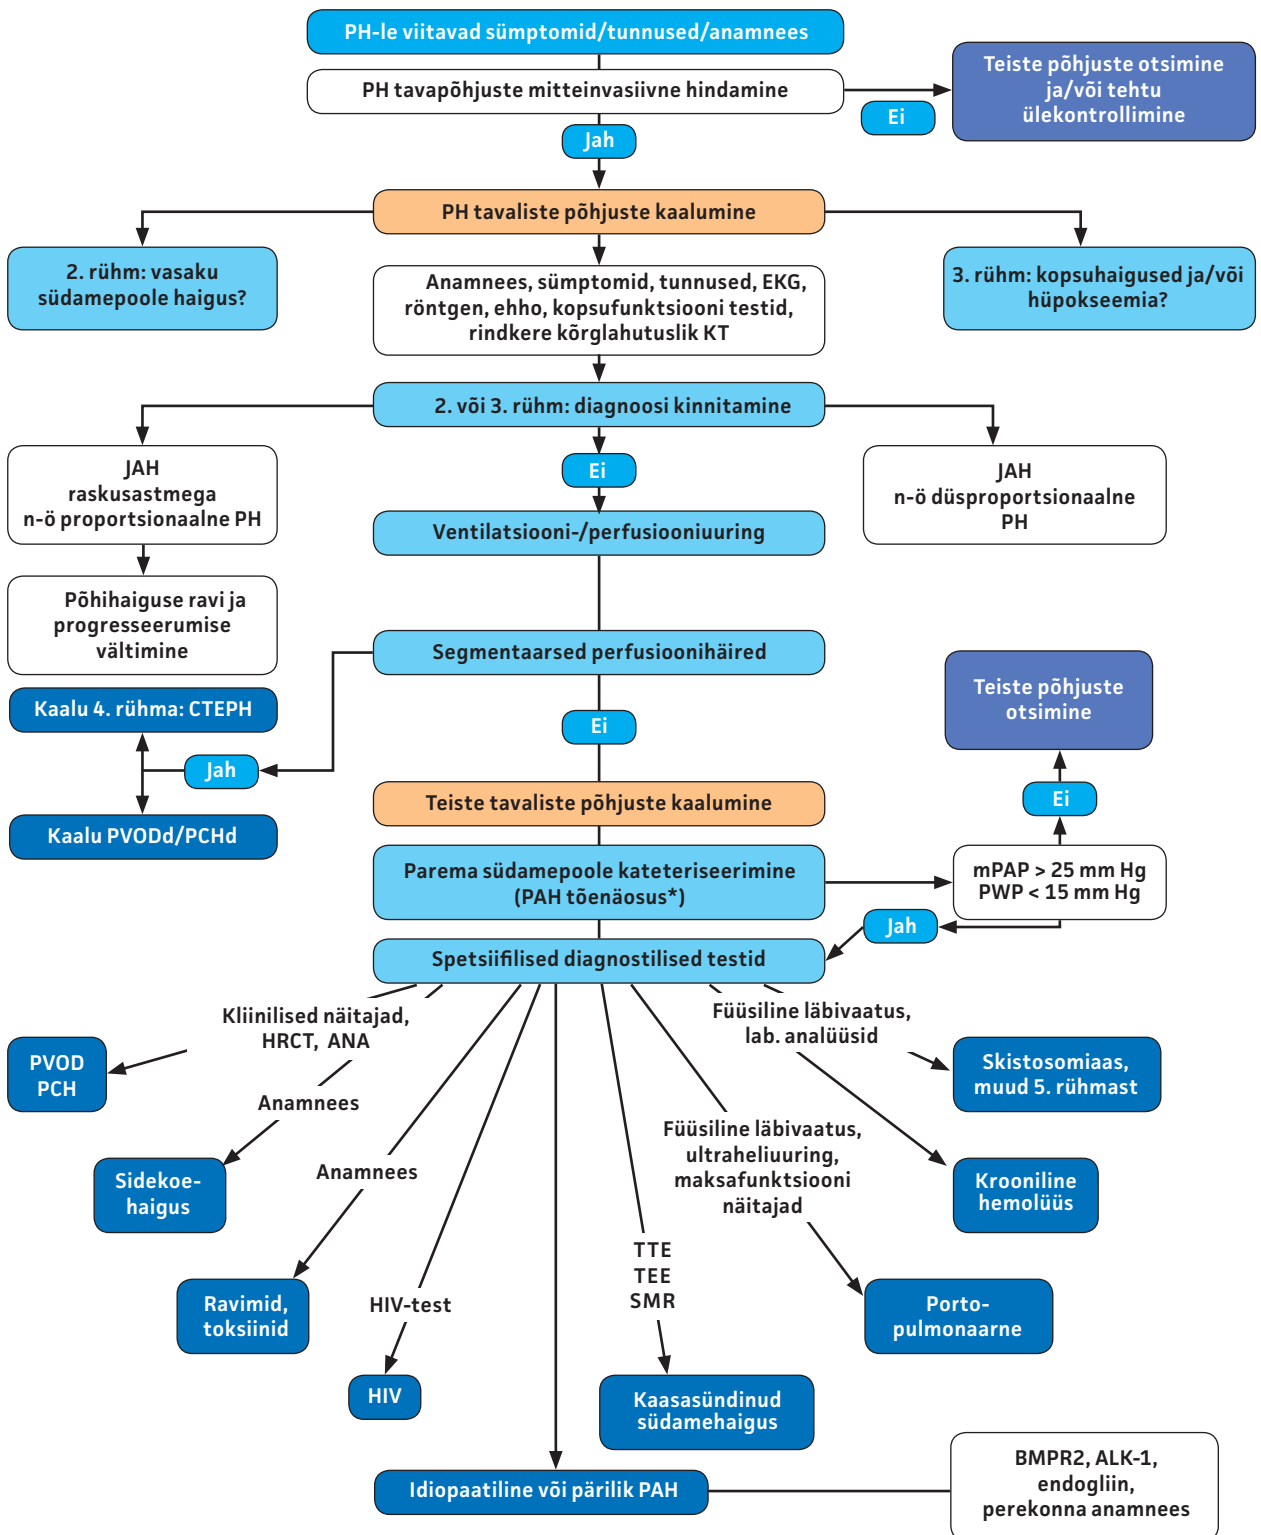 PH-le viitavad sümptomid/tunnused/anamnees
PH tavapõhjuste mitteinvasiivne hindamine
Teiste põhjuste otsimine
ja/või tehtu
ülekontrollimine
Ei
Jah
PH tavaliste põhjuste kaalumine
2. rühm: vasaku
südamepoole haigus?
Anamnees, sümptomid, tunnused, EKG,
röntgen, ehho, kopsufunktsiooni testid,
rindkere kõrglahutuslik KT
3. rühm: kopsuhaigused ja/või
hüpokseemia?
2. või 3. rühm: diagnoosi kinnitamine
JAH
raskusastmega
n-ö proportsionaalne PH
Ei
JAH
n-ö düsproportsionaalne
PH
Ventilatsiooni-/perfusiooniuuring
Põhihaiguse ravi ja
progresseerumise
vältimine
Segmentaarsed perfusioonihäired
Kaalu 4. rühma: CTEPH
Ei
Teiste põhjuste
otsimine
Jah
Ei
Teiste tavaliste põhjuste kaalumine
Kaalu PVODd/PCHd
Parema südamepoole kateteriseerimine
(PAH tõenäosus*)
mPAP > 25 mm Hg
PWP < 15 mm Hg
Jah
Spetsiifilised diagnostilised testid
Kliinilised näitajad,
HRCT, ANA
Füüsiline läbivaatus,
lab. analüüsid
PVOD
PCH
Skistosomiaas,
muud 5. rühmast
Anamnees
Anamnees
Füüsiline läbivaatus,
ultraheliuuring,
maksafunktsiooni
näitajad
Sidekoe-
haigus
Krooniline
hemolüüs
TTE
TEE
SMR
HIV-test
Ravimid,
toksiinid
Porto-
pulmonaarne
HIV
Kaasasündinud
südamehaigus
Idiopaatiline või pärilik PAH
BMPR2, ALK-1,
endogliin,
perekonna anamnees